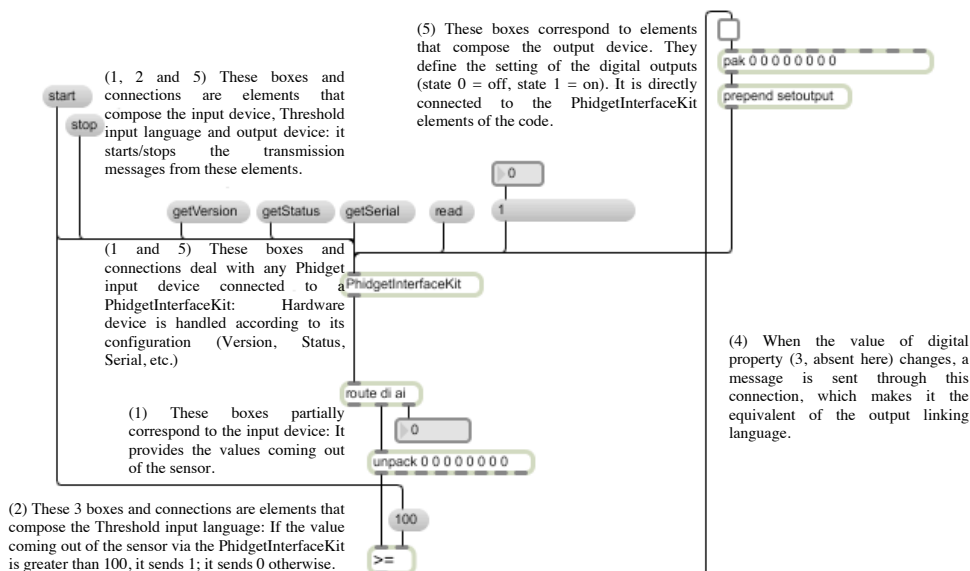 (5) These boxes correspond to elements
that compose the output device. They
define the setting of the digital outputs
(state 0 = off, state 1 = on). It is directly
connected to the PhidgetInterfaceKit
elements of the code.
pak 0 0 0 0 0 0 0 0
prepend setoutput
(1, 2 and 5) These boxes and
connections are elements that
compose the input device, Threshold
input language and output device: it
starts/stops the transmission
messages from these elements.
start
stop
0
getVersion
getStatus
getSerial
read
1
(1 and 5) These boxes and
connections deal with any Phidget
input device connected to a
PhidgetInterfaceKit: Hardware
device is handled according to its
configuration (Version, Status,
Serial, etc.)
PhidgetInterfaceKit
(4) When the value of digital
property (3, absent here) changes, a
message is sent through this
connection, which makes it the
equivalent of the output linking
language.
route di ai
(1) These boxes partially
correspond to the input device: It
provides the values coming out
of the sensor.
0
unpack 0 0 0 0 0 0 0 0
(2) These 3 boxes and connections are elements that
compose the Threshold input language: If the value
coming out of the sensor via the PhidgetInterfaceKit
is greater than 100, it sends 1; it sends 0 otherwise.
100
>=